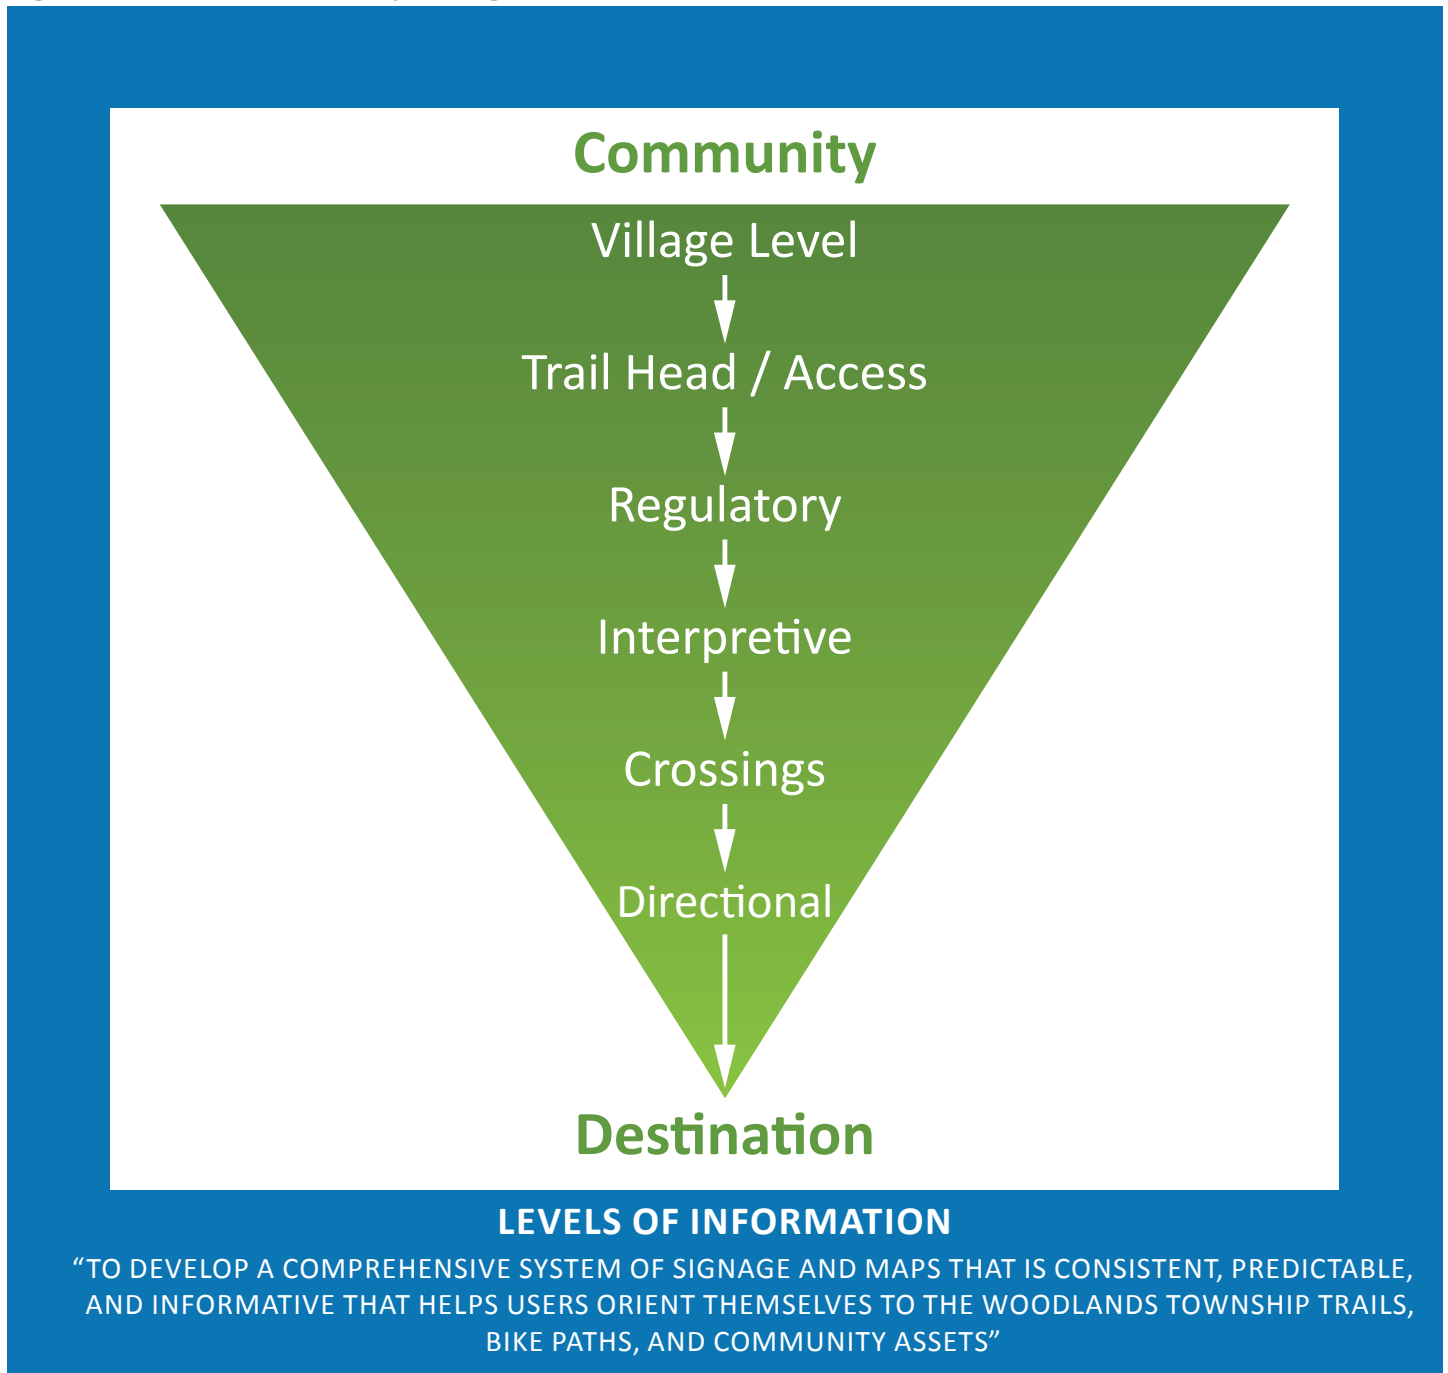 Community
Village Level
Trail Head / Access
Regulatory
Interpretive
Crossings
Directional
Destination
LEVELS OF INFORMATION
“TO DEVELOP A COMPREHENSIVE SYSTEM OF SIGNAGE AND MAPS THAT IS CONSISTENT, PREDICTABLE,
AND INFORMATIVE THAT HELPS USERS ORIENT THEMSELVES TO THE WOODLANDS TOWNSHIP TRAILS,
BIKE PATHS, AND COMMUNITY ASSETS”